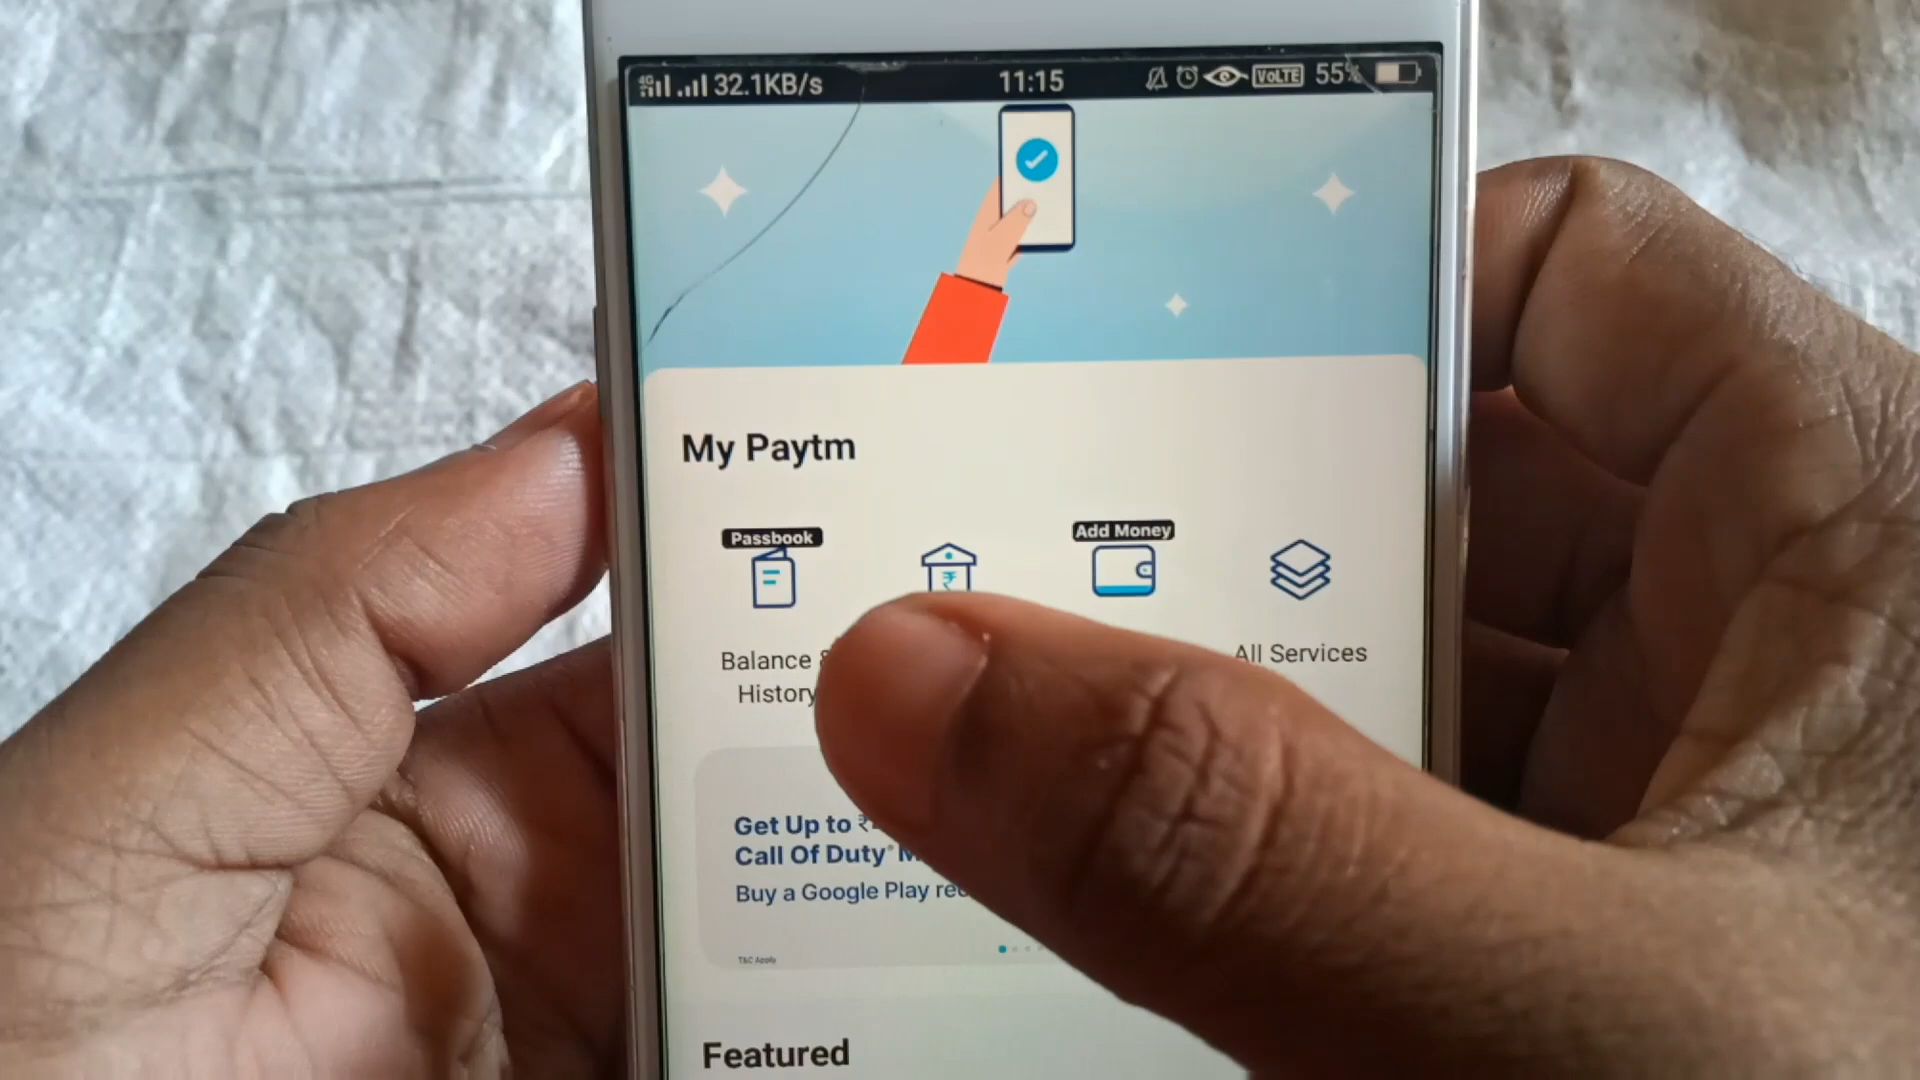 4G 32.1KB/s 11:15 VoLTE 55%
My Paytm
Passbook
Add Money
Balance
History
All Services
Get Up to
Call Of Duty
Buy a Google Play
T&C Apply
Featured